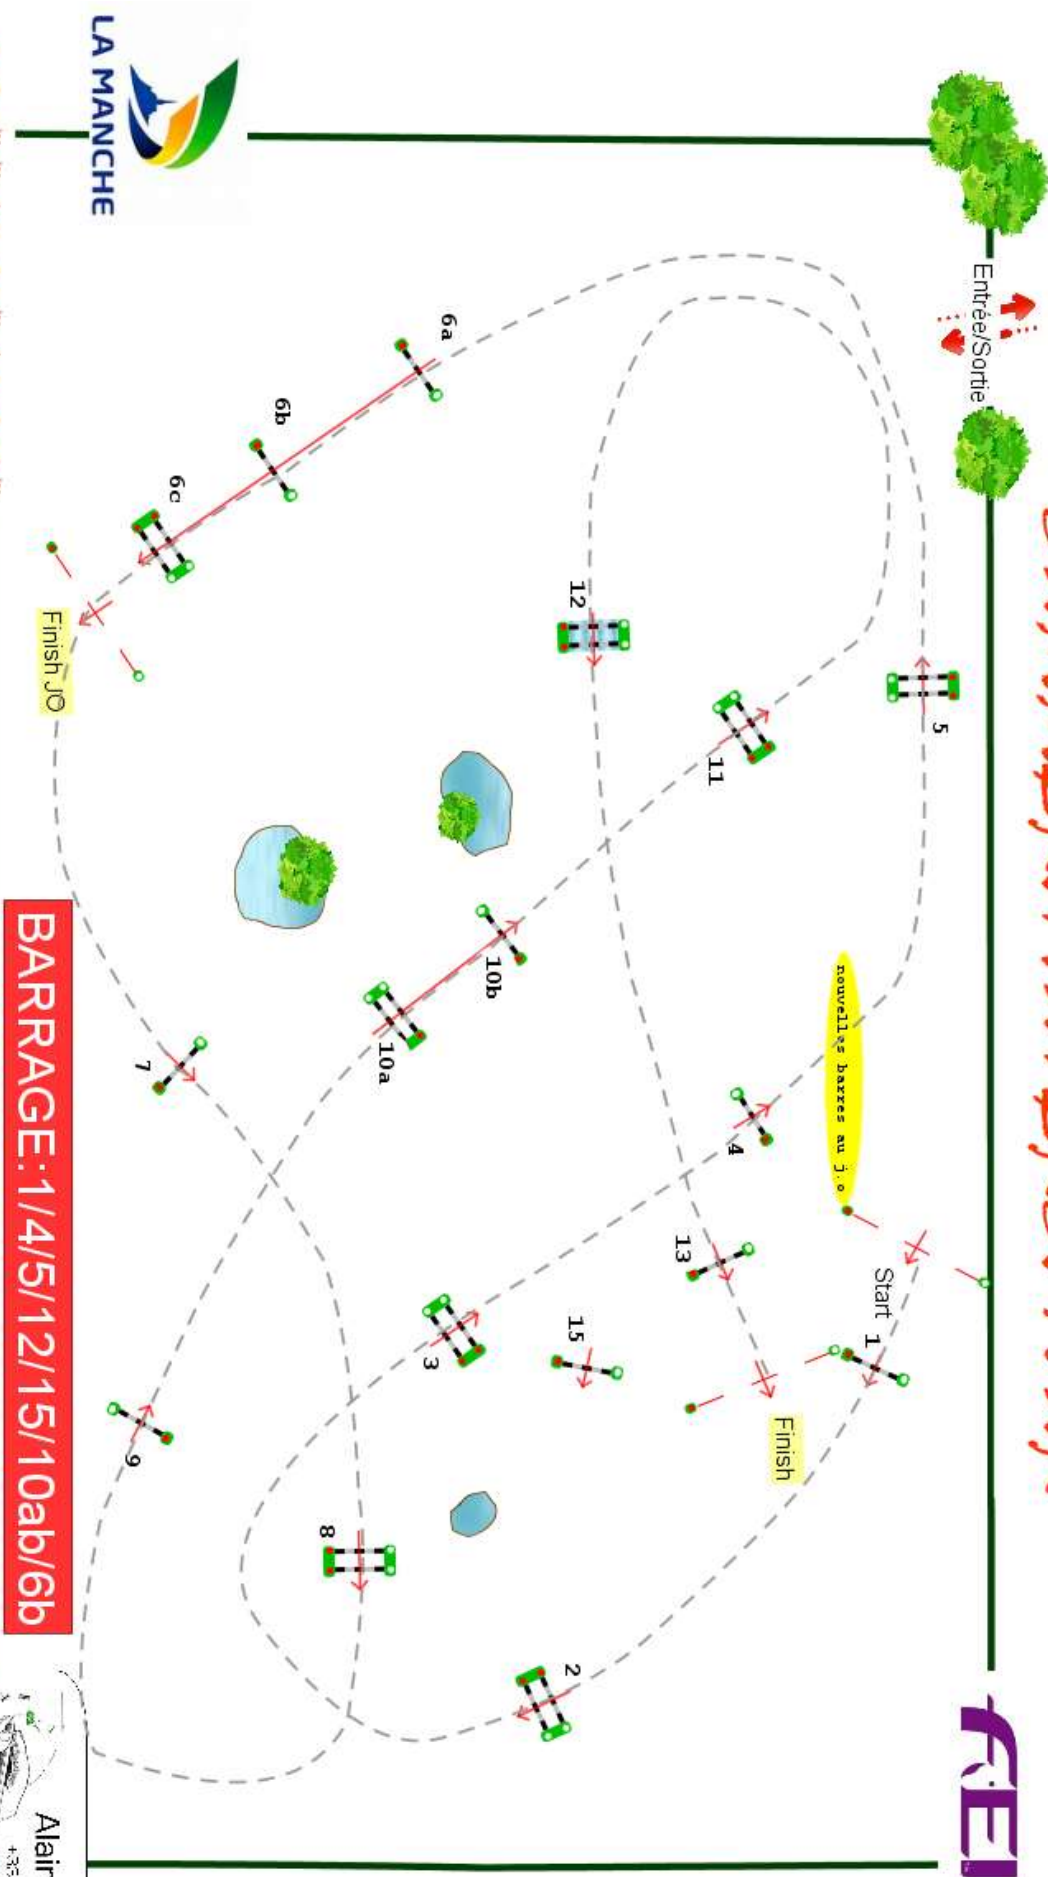 LA MANCHE
Entrée/Sortie
FEI
6a
6b
6c
Finish JO
12
11
5
10b
10a
7
nouvelles barres au j.o
4
13
Start
1
15
3
Finish
9
8
2
BARRAGE:1/4/5/12/15/10ab/6b